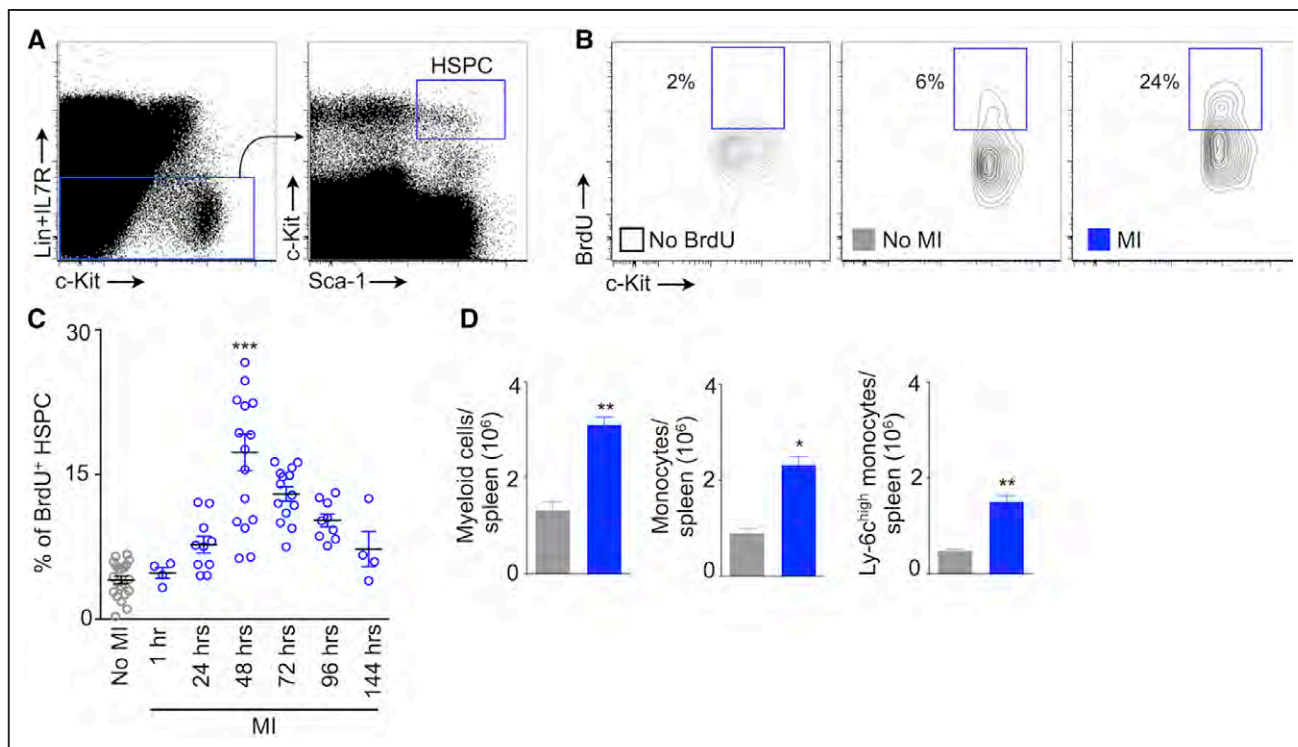 A
Lin+IL7R
c-Kit
HSPC
c-Kit
Sca-1
B
2%
6%
24%
BrdU
No BrdU
No MI
MI
c-Kit
C
% of BrdU⁺ HSPC
30
15
0
***
No MI
1 hr
24 hrs
48 hrs
72 hrs
96 hrs
144 hrs
MI
D
Myeloid cells/
spleen (10⁶)
4
2
0
**
Monocytes/
spleen (10⁶)
4
2
0
*
Ly-6cʰⁱᵍʰ monocytes/
spleen (10⁶)
4
2
0
**